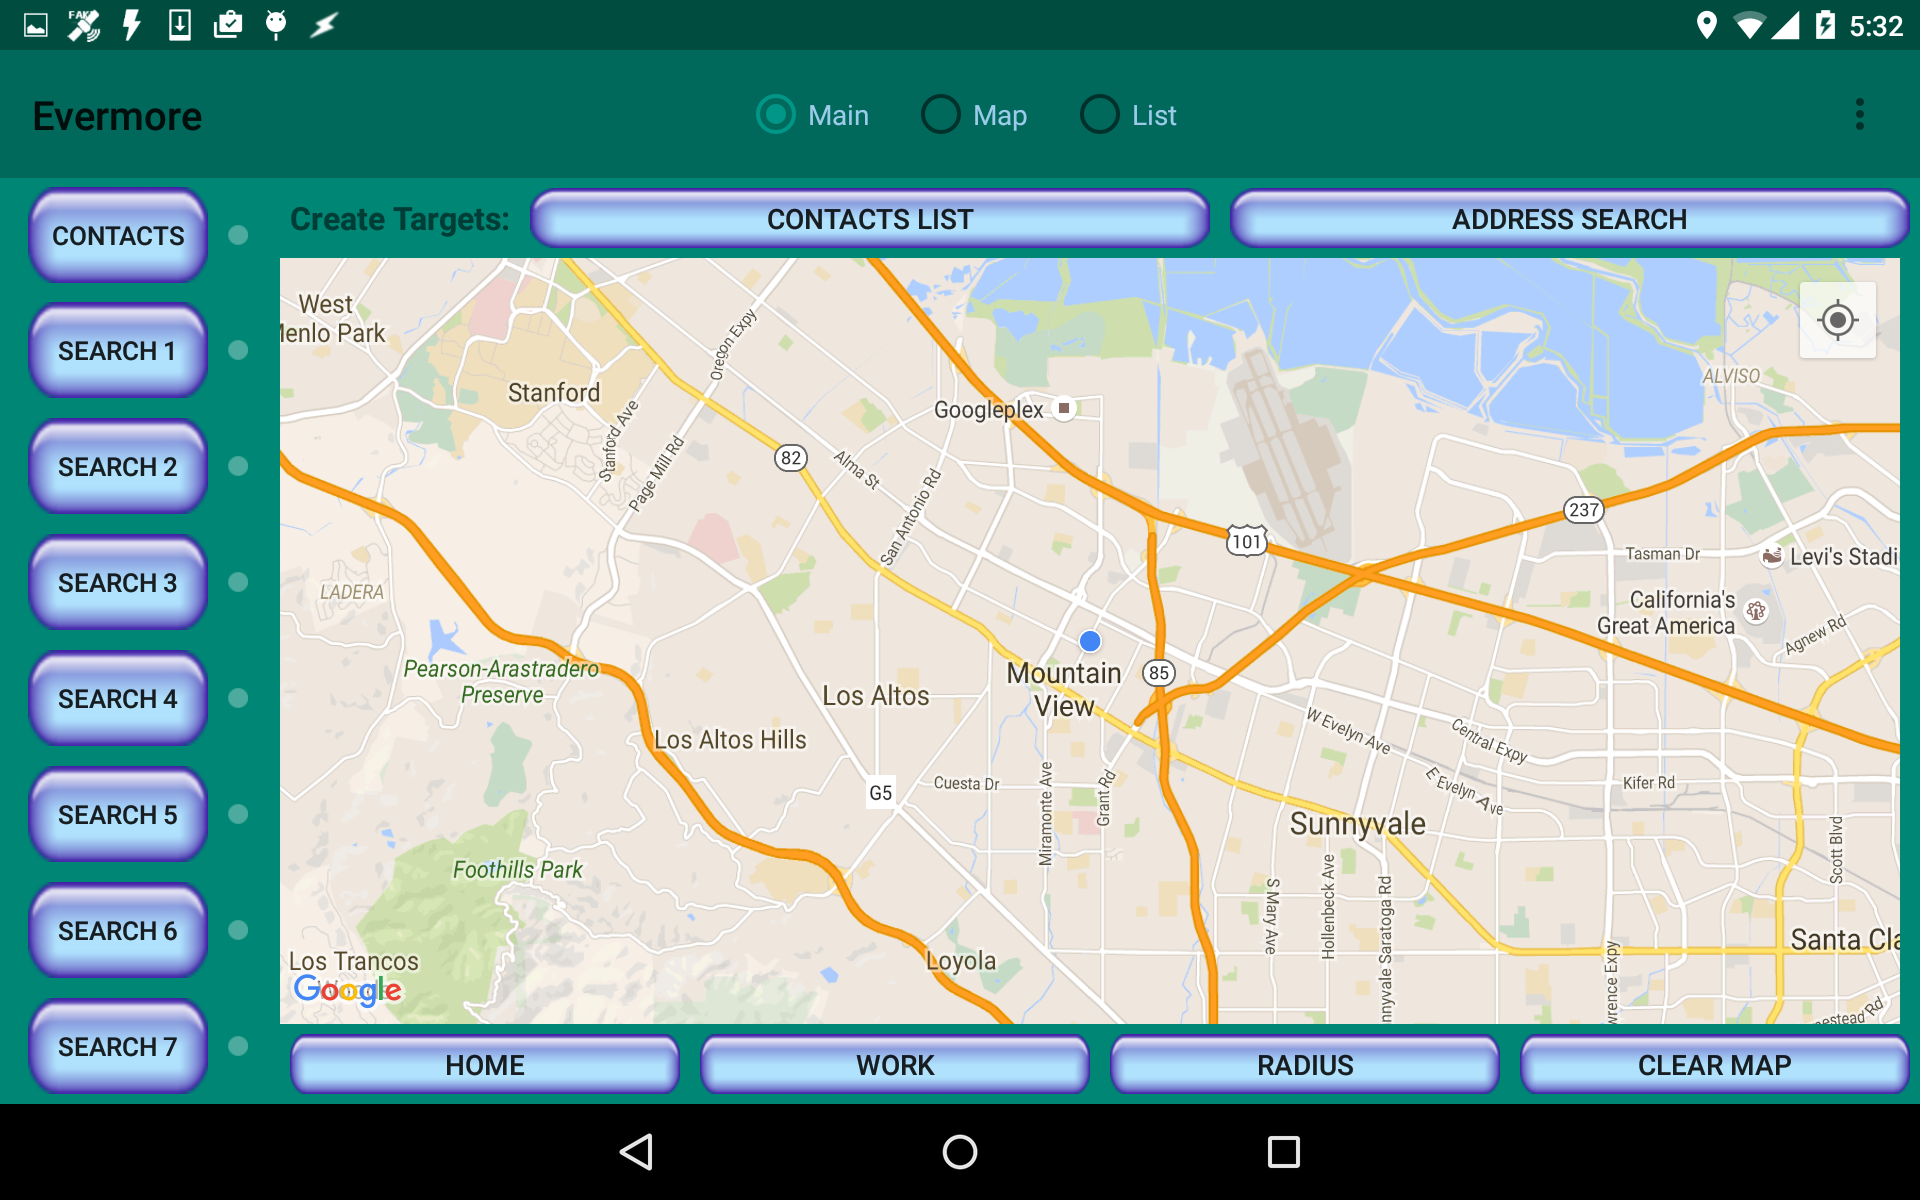 FAKE
5:32
Evermore
Main
Map
List
CONTACTS
SEARCH 1
SEARCH 2
SEARCH 3
SEARCH 4
SEARCH 5
SEARCH 6
SEARCH 7
Create Targets:
CONTACTS LIST
ADDRESS SEARCH
West
Menlo Park
Oregon Expy
Stanford
Stanford Ave
Page Mill Rd
82
Alma St
San Antonio Rd
Googleplex
ALVISO
101
237
Tasman Dr
Levi's Stadi
California's
Great America
Agnew Rd
LADERA
Pearson-Arastradero
Preserve
Los Altos
Mountain
View
85
Los Altos Hills
W Evelyn Ave
Central Expy
E Evelyn Ave
Kifer Rd
G5
Cuesta Dr
Miramonte Ave
Grant Rd
Sunnyvale
Scott Blvd
Foothills Park
S Mary Ave
Hollenbeck Ave
nnyvale Saratoga Rd
wrence Expy
Santa Cla
Los Trancos
Loyola
Google
estead Rd
HOME
WORK
RADIUS
CLEAR MAP